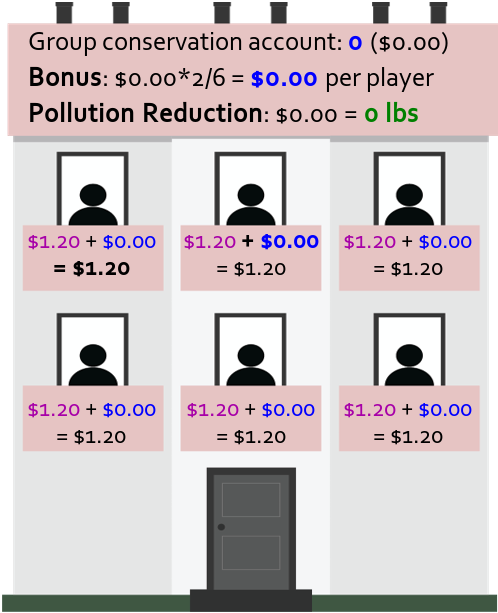 Group conservation account: 0 ($0.00)
Bonus: $0.00*2/6 = $0.00 per player
Pollution Reduction: $0.00 = 0 lbs
$1.20 + $0.00
= $1.20
$1.20 + $0.00
= $1.20
$1.20 + $0.00
= $1.20
$1.20 + $0.00
= $1.20
$1.20 + $0.00
= $1.20
$1.20 + $0.00
= $1.20